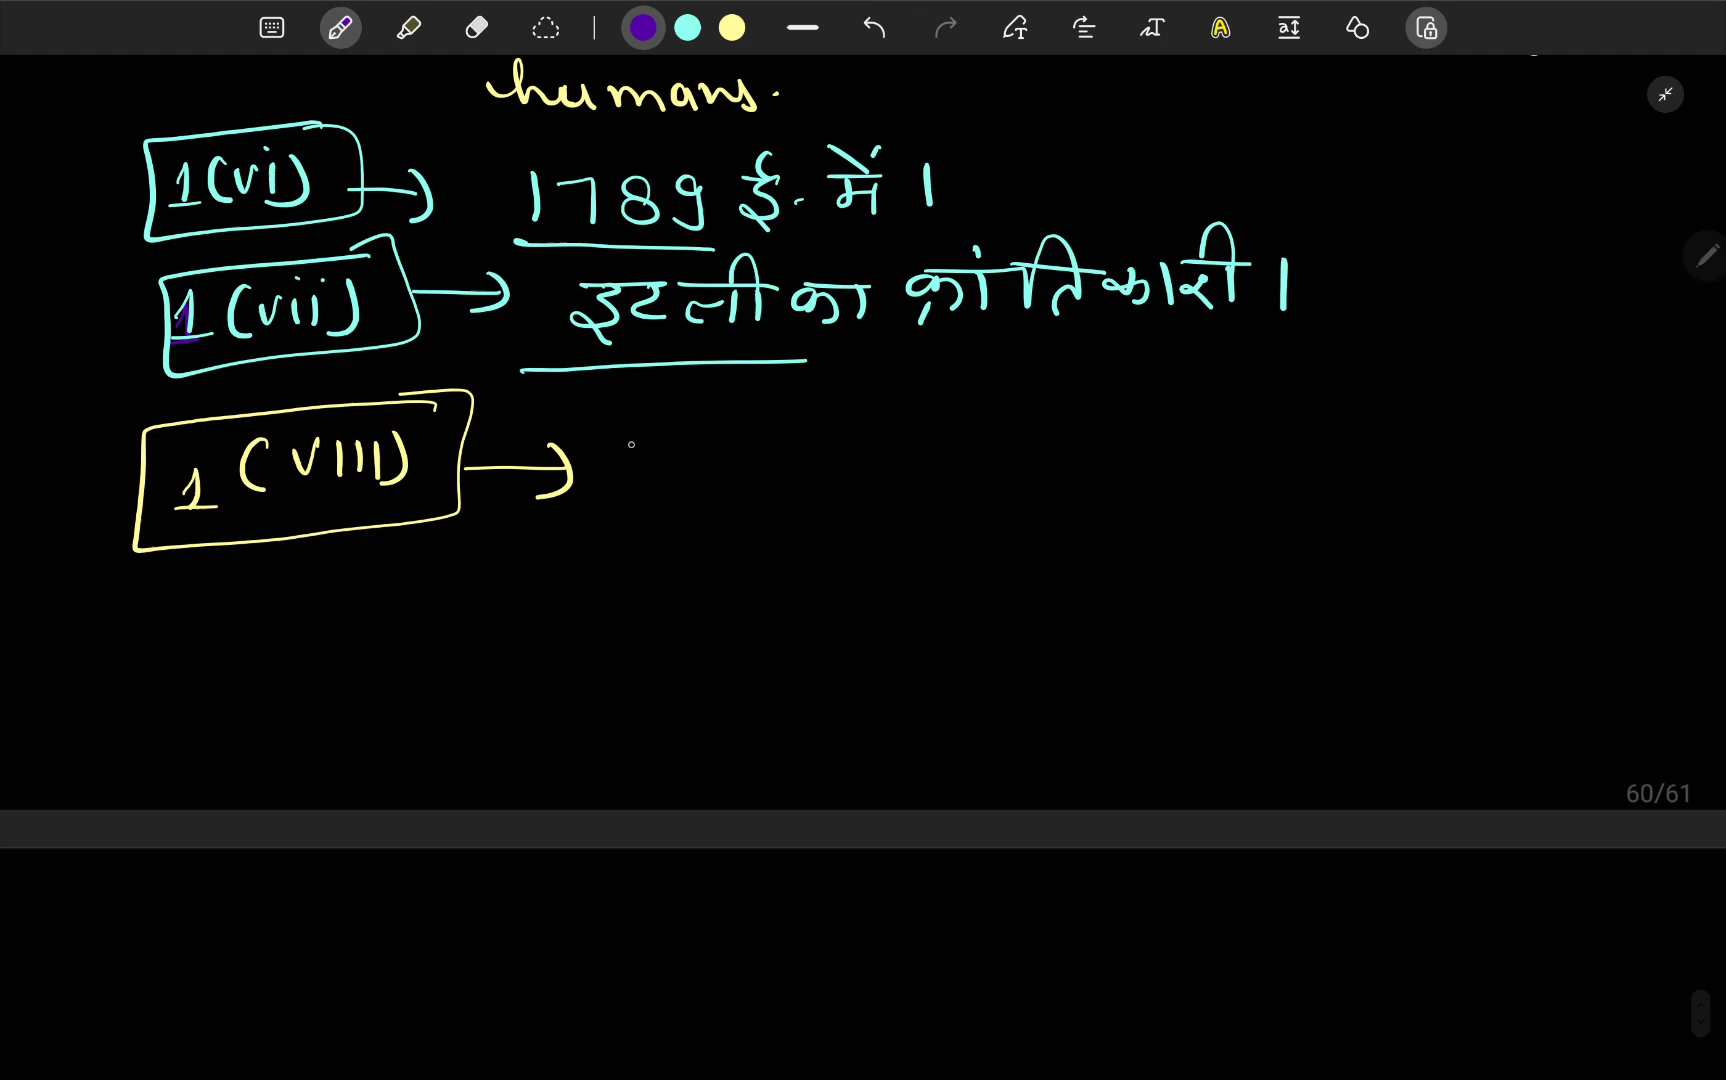 humans.
1(vi) → 1789 ई. में।
1(vii) → इटली का क्रांतिकारी।
1(VIII) →
60/61